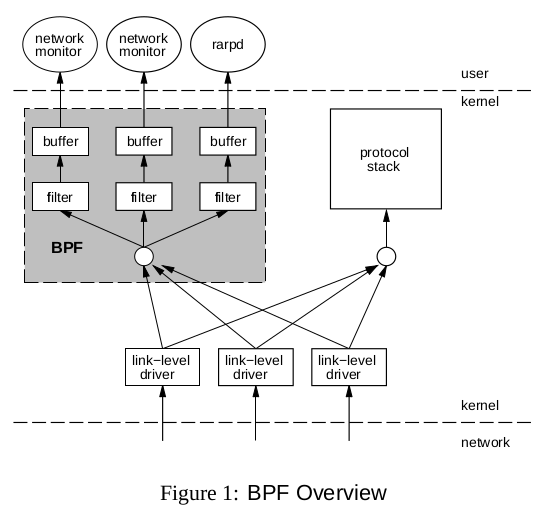 network
monitor
network
monitor
rarpd
user
kernel
buffer
buffer
buffer
protocol
stack
filter
filter
filter
BPF
link-level
driver
link-level
driver
link-level
driver
kernel
network
Figure 1: BPF Overview